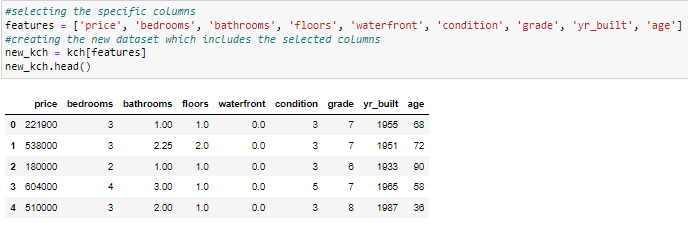 #selecting the specific columns
features = ['price', 'bedrooms', 'bathrooms', 'floors', 'waterfront', 'condition', 'grade', 'yr_built', 'age']
#creating the new dataset which includes the selected columns
new_kch = kch[features]
new_kch.head()
price bedrooms bathrooms floors waterfront condition grade yr_built age
0 221900 3 1.00 1.0 0.0 3 7 1955 68
1 538000 3 2.25 2.0 0.0 3 7 1951 72
2 180000 2 1.00 1.0 0.0 3 6 1933 90
3 604000 4 3.00 1.0 0.0 5 7 1965 58
4 510000 3 2.00 1.0 0.0 3 8 1987 36